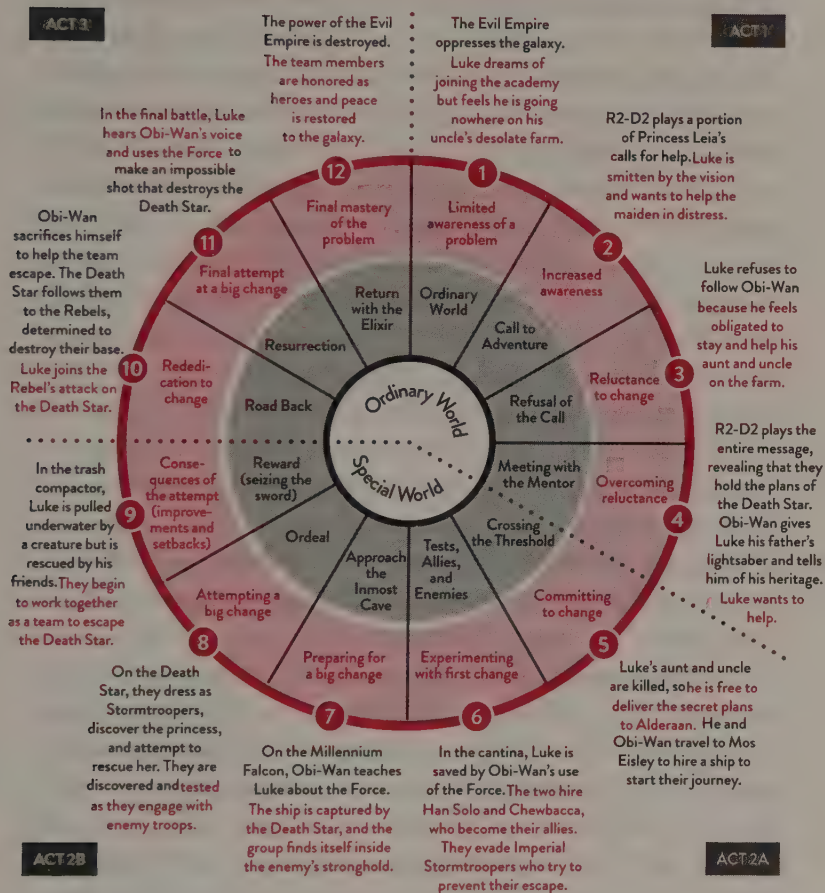 ACT 3
ACT 1
ACT 2B
ACT 2A
The Evil Empire
oppresses the galaxy.
Luke dreams of
joining the academy
but feels he is going
nowhere on his
uncle's desolate farm.
1
Limited
awareness of a
problem
Ordinary
World
R2-D2 plays a portion
of Princess Leia's
calls for help. Luke is
smitten by the vision
and wants to help the
maiden in distress.
2
Increased
awareness
Call to
Adventure
Luke refuses to
follow Obi-Wan
because he feels
obligated to
stay and help his
aunt and uncle
on the farm.
3
Reluctance
to change
Refusal of
the Call
R2-D2 plays the
entire message,
revealing that they
hold the plans of
the Death Star.
Obi-Wan gives
Luke his father's
lightsaber and tells
him of his heritage.
Luke wants to
help.
4
Overcoming
reluctance
Meeting with
the Mentor
Luke's aunt and uncle
are killed, so he is free to
deliver the secret plans
to Alderaan. He and
Obi-Wan travel to Mos
Eisley to hire a ship to
start their journey.
5
Committing
to change
Crossing
the Threshold
In the cantina, Luke is
saved by Obi-Wan's use
of the Force. The two hire
Han Solo and Chewbacca,
who become their allies.
They evade Imperial
Stormtroopers who try to
prevent their escape.
6
Experimenting
with first change
Tests,
Allies,
and
Enemies
On the Millennium
Falcon, Obi-Wan teaches
Luke about the Force.
The ship is captured by
the Death Star, and the
group finds itself inside
the enemy's stronghold.
7
Preparing for
a big change
Approach
the
Inmost
Cave
On the Death
Star, they dress as
Stormtroopers,
discover the princess,
and attempt to
rescue her. They are
discovered and tested
as they engage with
enemy troops.
8
Attempting a
big change
Ordeal
In the trash
compactor,
Luke is pulled
underwater by
a creature but is
rescued by his
friends. They begin
to work together
as a team to escape
the Death Star.
9
Conse-
quences of
the attempt
(improve-
ments and
setbacks)
Reward
(seizing the
sword)
Obi-Wan
sacrifices himself
to help the team
escape. The Death
Star follows them
to the Rebels,
determined to
destroy their base.
Luke joins the
Rebel's attack on
the Death Star.
10
Rededi-
cation to
change
Road Back
In the final battle, Luke
hears Obi-Wan's voice
and uses the Force to
make an impossible
shot that destroys the
Death Star.
11
Final attempt
at a big change
Resurrection
The power of the Evil
Empire is destroyed.
The team members
are honored as
heroes and peace
is restored
to the galaxy.
12
Final mastery
of the
problem
Return
with the
Elixir
Ordinary World
Special World